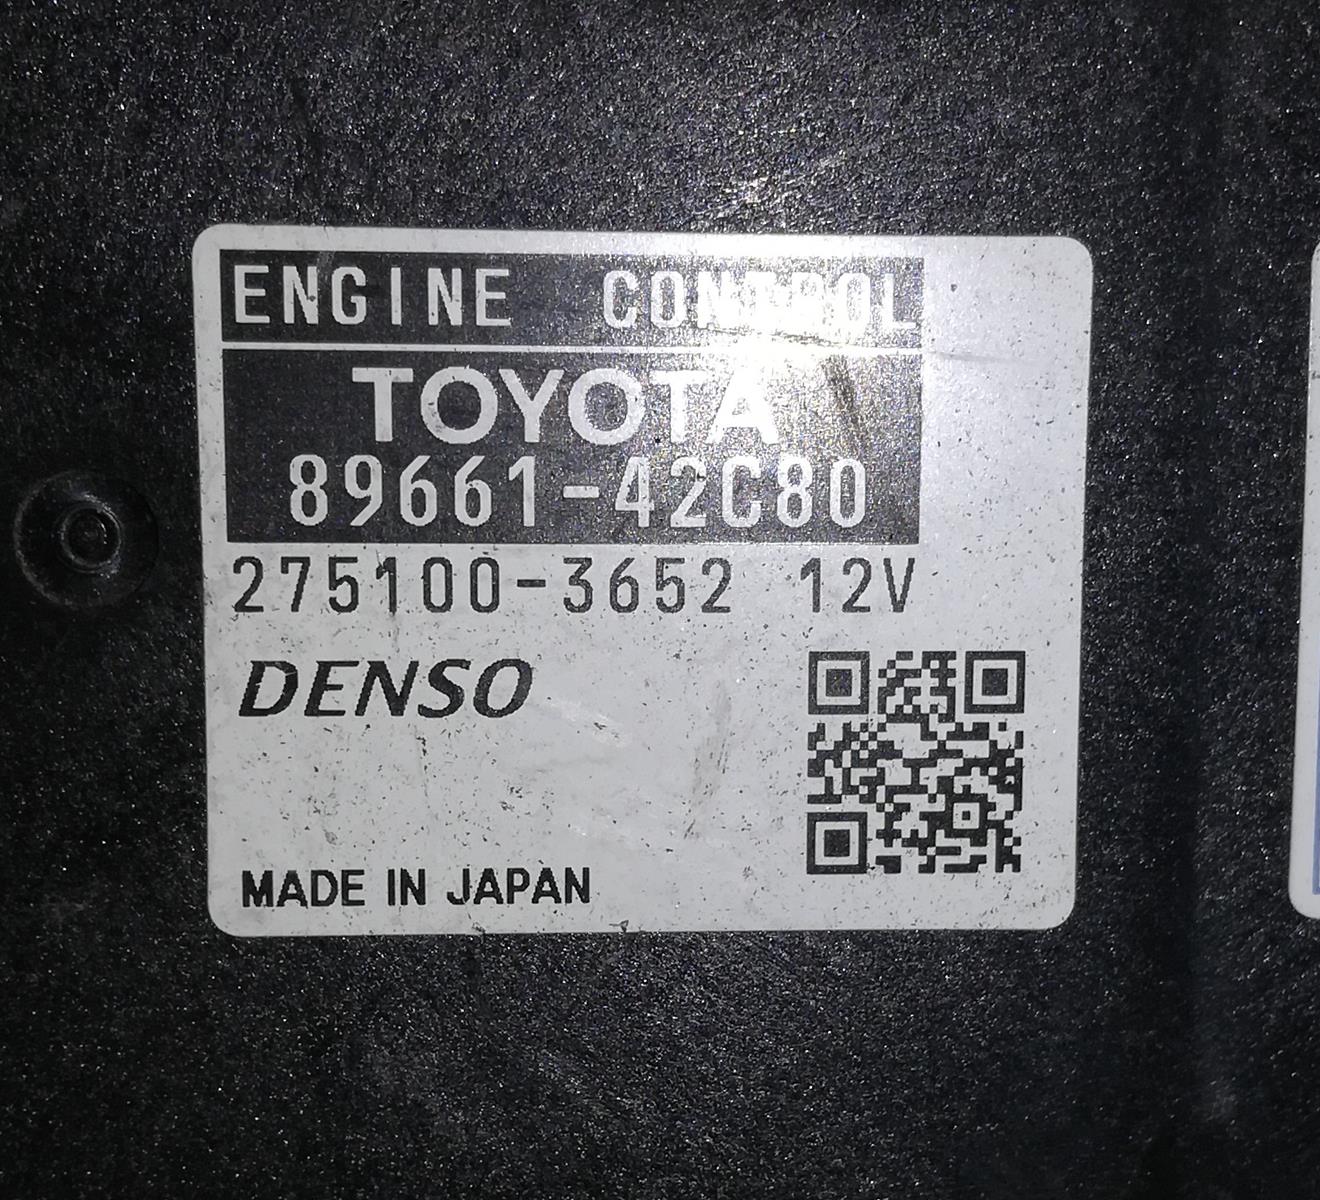 ENGINE CONTROL
TOYOTA
89661-42C80
275100-3652 12V
DENSO
MADE IN JAPAN